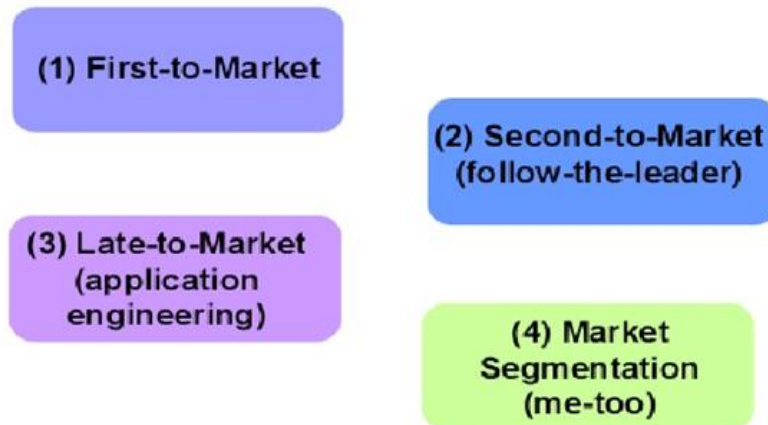 (1) First-to-Market
(2) Second-to-Market
(follow-the-leader)
(3) Late-to-Market
(application
engineering)
(4) Market
Segmentation
(me-too)